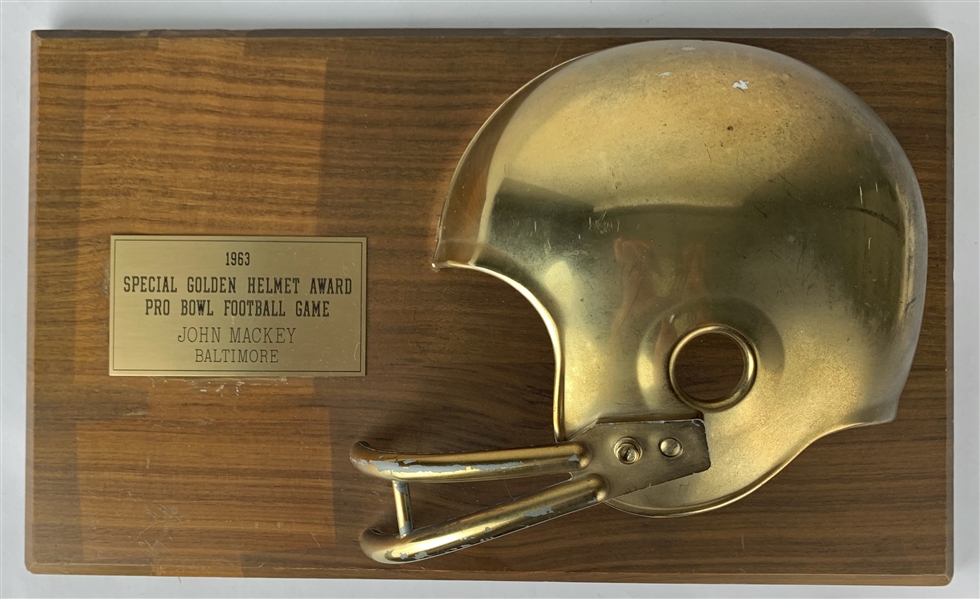 1963
SPECIAL GOLDEN HELMET AWARD
PRO BOWL FOOTBALL GAME
JOHN MACKEY
BALTIMORE